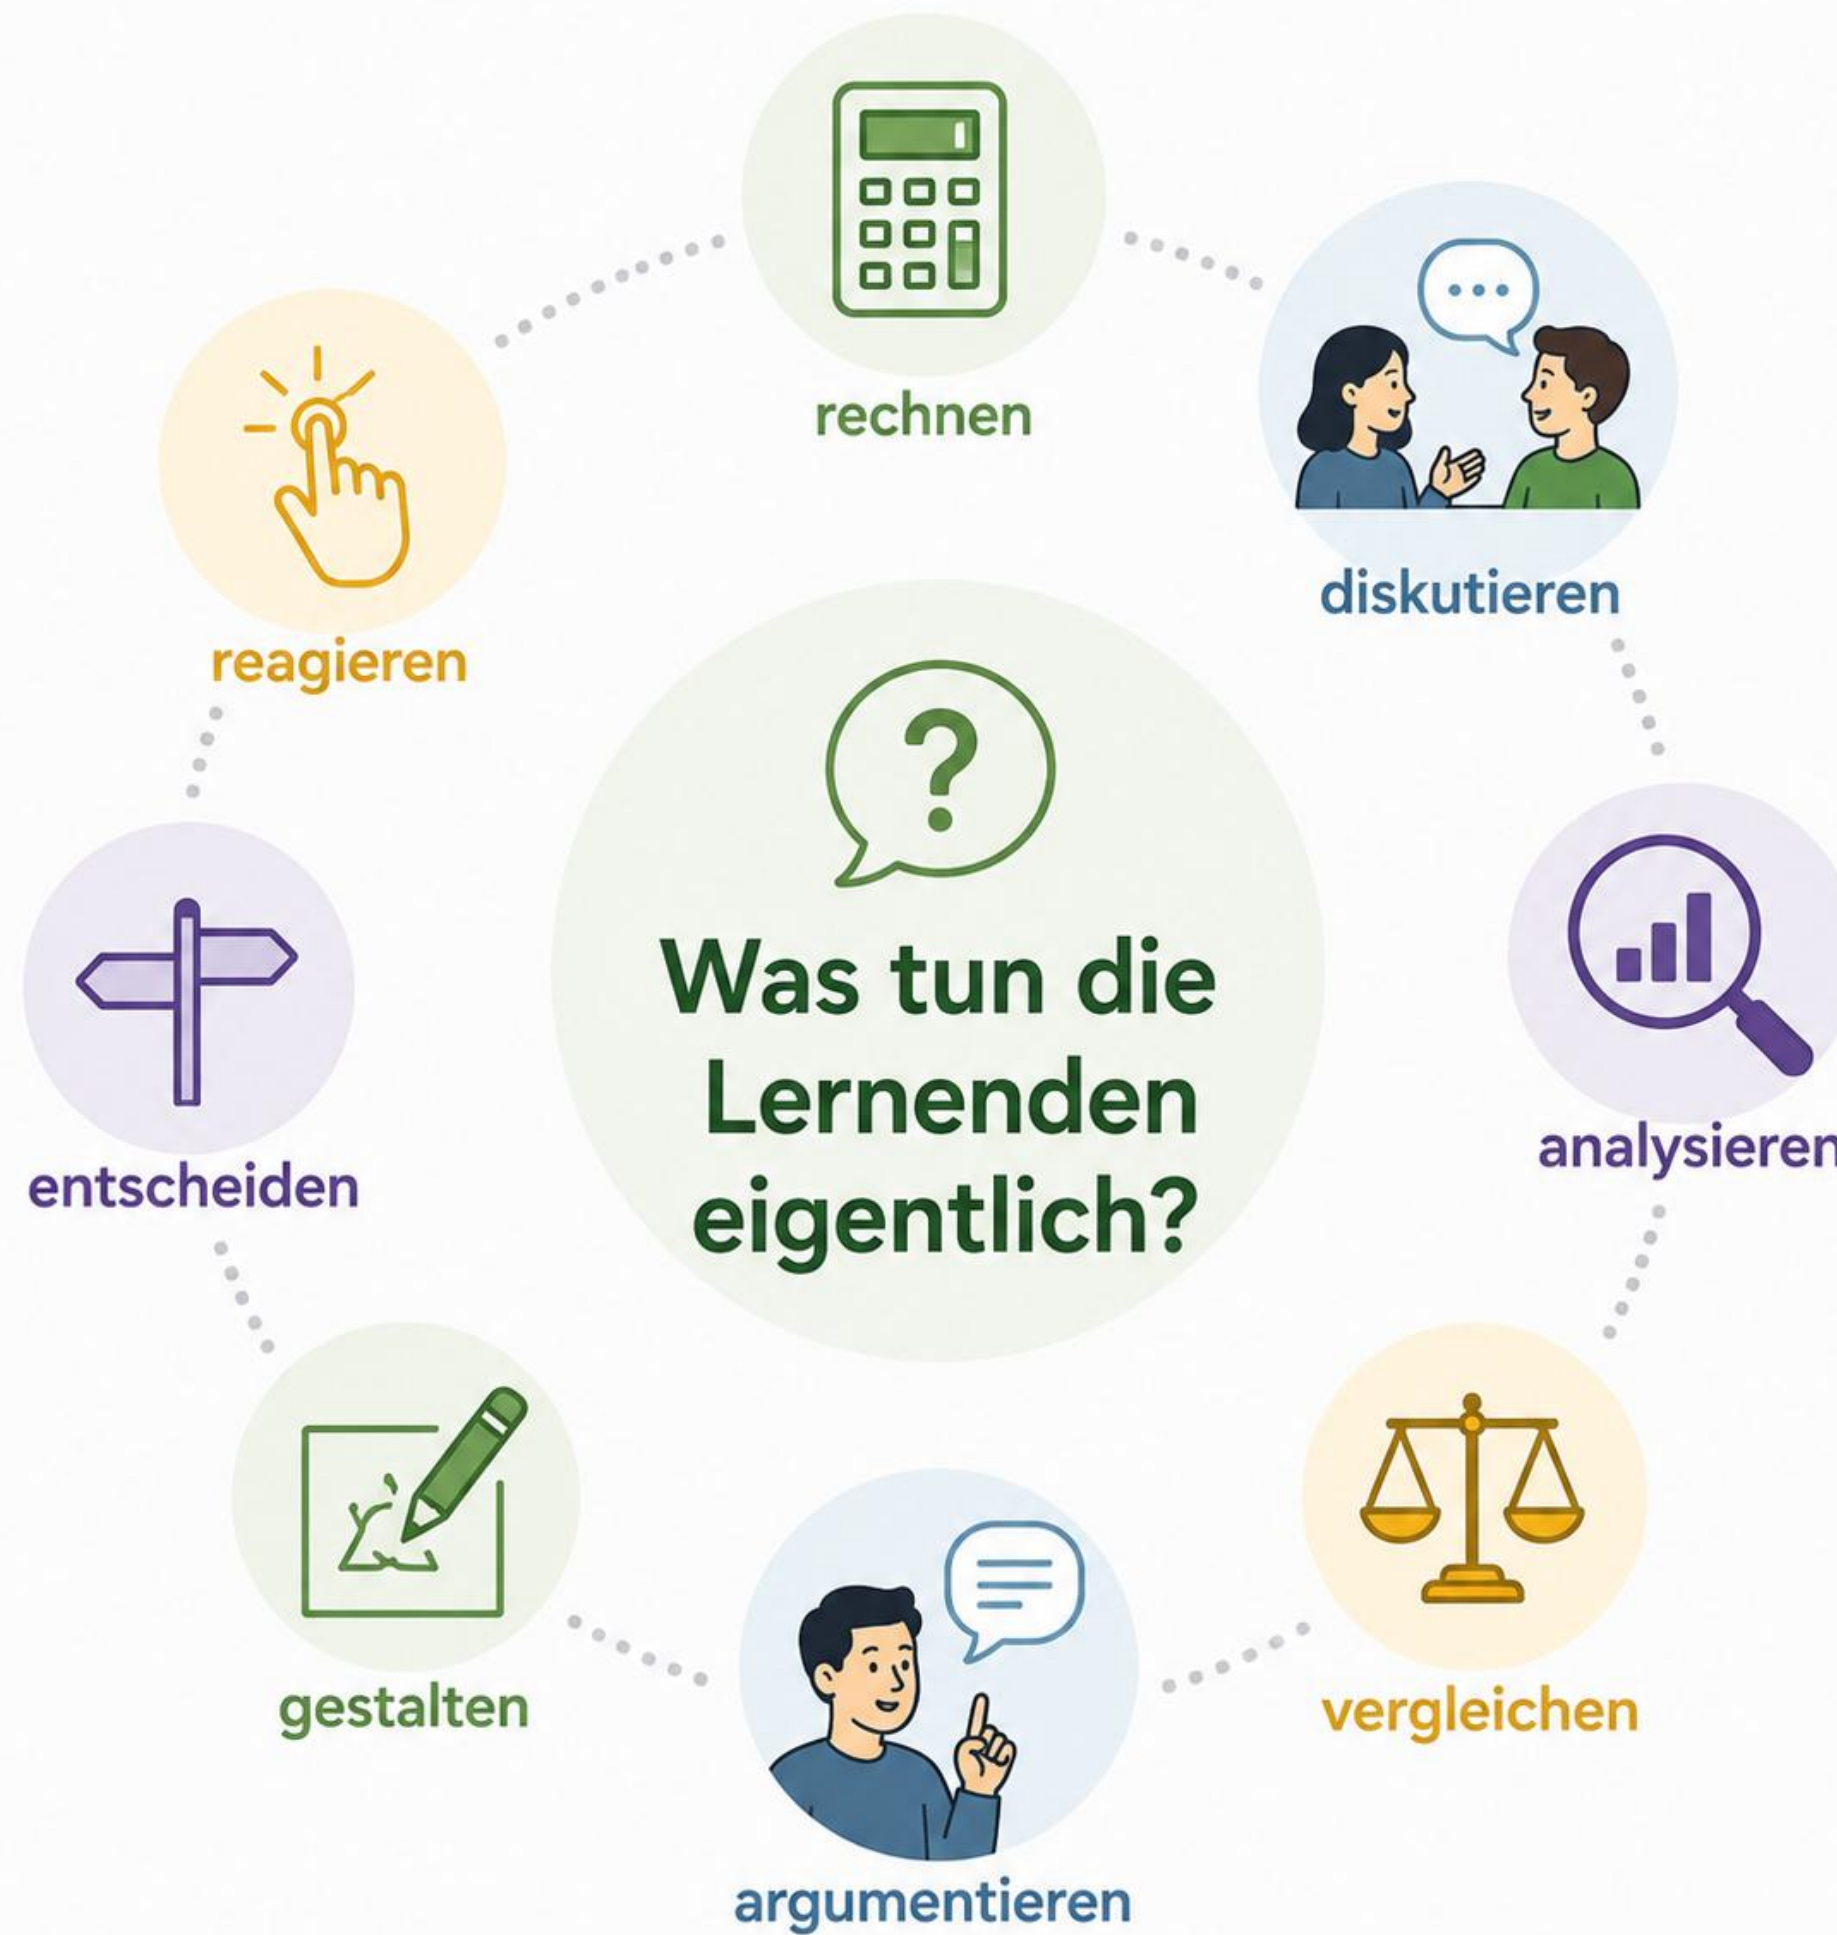 rechnen
diskutieren
analysieren
vergleichen
argumentieren
gestalten
entscheiden
reagieren
?
Was tun die
Lernenden
eigentlich?